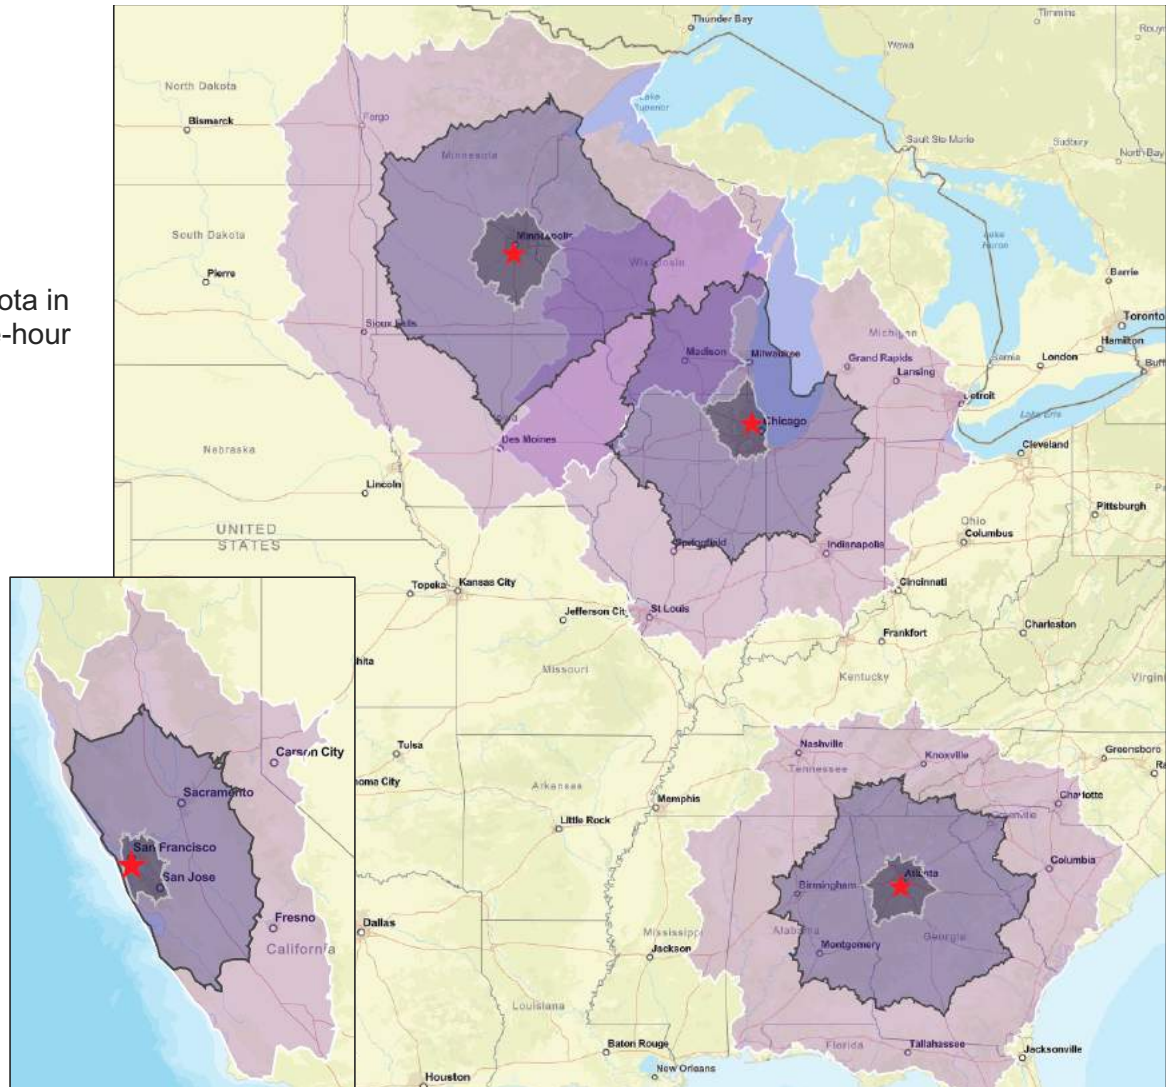 ota in
-hour
Thunder Bay
Timmins
Wawa
North Dakota
Bismarck
Fargo
Lake
Superior
Sault Ste Marie
Sudbury
North Bay
Minnesota
South Dakota
Minneapolis
Lake
Huron
Pierre
Wisconsin
Barrie
Toronto
Sioux Falls
Michigan
Hamilton
Madison
Milwaukee
Grand Rapids
London
Lansing
Detroit
Chicago
Lake Erie
Nebraska
Des Moines
Cleveland
Lincoln
Pittsburgh
UNITED
STATES
Ohio
Columbus
Springfield
Indianapolis
Topeka
Kansas City
Cincinnati
Jefferson Cit
St Louis
Frankfort
Charleston
Missouri
Kentucky
Virgini
hita
Carson City
Tulsa
Nashville
Knoxville
Greensboro
Tennessee
oma City
Arkansas
Sacramento
Memphis
Charlotte
Little Rock
San Francisco
Columbia
San Jose
Birmingham
Atlanta
Fresno
Dallas
California
Mississippi
Alabama
Georgia
Jackson
Montgomery
Louisiana
Florida
Tallahassee
Baton Rouge
Jacksonville
New Orleans
Houston